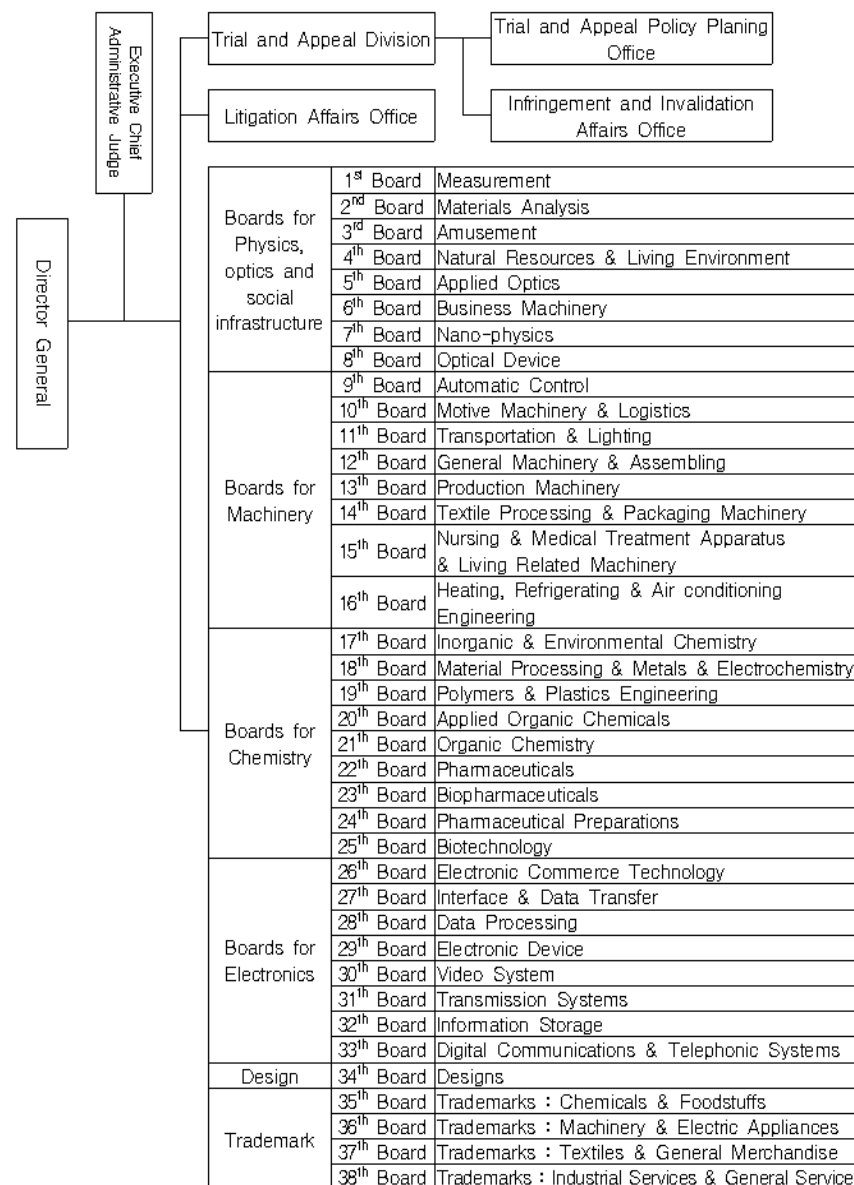 Executive Chief
Administrative Judge
Director General
Trial and Appeal Division
Trial and Appeal Policy Planing
Office
Litigation Affairs Office
Infringement and Invalidation
Affairs Office
Boards for
Physics,
optics and
social
infrastructure
1st Board Measurement
2nd Board Materials Analysis
3rd Board Amusement
4th Board Natural Resources & Living Environment
5th Board Applied Optics
6th Board Business Machinery
7th Board Nano-physics
8th Board Optical Device
Boards for
Machinery
9th Board Automatic Control
10th Board Motive Machinery & Logistics
11th Board Transportation & Lighting
12th Board General Machinery & Assembling
13th Board Production Machinery
14th Board Textile Processing & Packaging Machinery
15th Board Nursing & Medical Treatment Apparatus
& Living Related Machinery
16th Board Heating, Refrigerating & Air conditioning
Engineering
Boards for
Chemistry
17th Board Inorganic & Environmental Chemistry
18th Board Material Processing & Metals & Electrochemistry
19th Board Polymers & Plastics Engineering
20th Board Applied Organic Chemicals
21th Board Organic Chemistry
22th Board Pharmaceuticals
23th Board Biopharmaceuticals
24th Board Pharmaceutical Preparations
25th Board Biotechnology
Boards for
Electronics
26th Board Electronic Commerce Technology
27th Board Interface & Data Transfer
28th Board Data Processing
29th Board Electronic Device
30th Board Video System
31th Board Transmission Systems
32th Board Information Storage
33th Board Digital Communications & Telephonic Systems
Design
34th Board Designs
Trademark
35th Board Trademarks : Chemicals & Foodstuffs
36th Board Trademarks : Machinery & Electric Appliances
37th Board Trademarks : Textiles & General Merchandise
38th Board Trademarks : Industrial Services & General Service